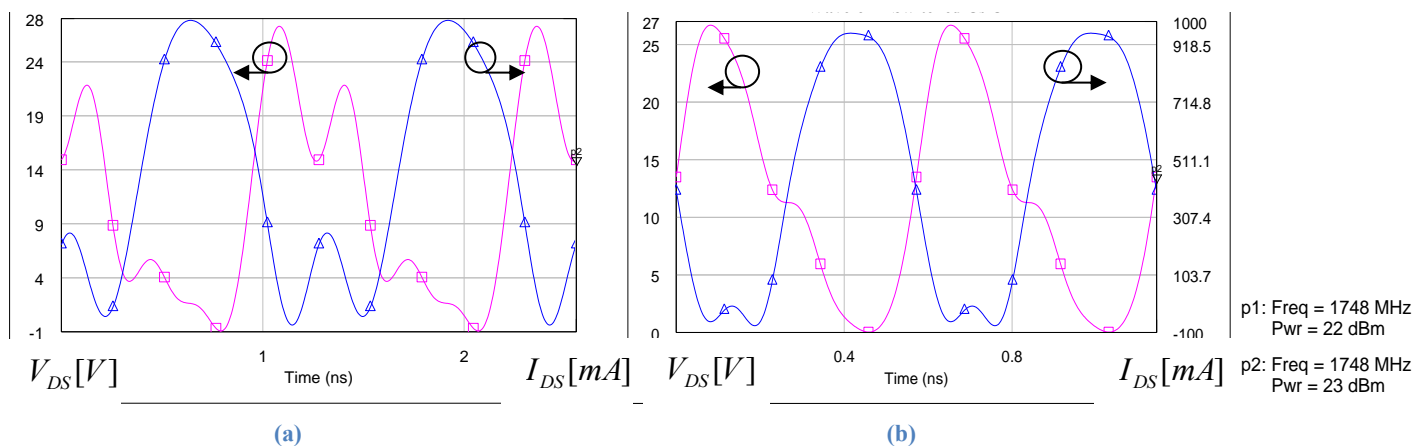 28
24
19
14
9
4
-1
1
2
Time (ns)
p2
V_DS [V]
I_DS [mA]
(a)
27
25
20
15
10
5
0
0.4
0.8
Time (ns)
1000
918.5
714.8
511.1
307.4
103.7
-100
p2
V_DS [V]
I_DS [mA]
(b)
p1: Freq = 1748 MHz
Pwr = 22 dBm
p2: Freq = 1748 MHz
Pwr = 23 dBm